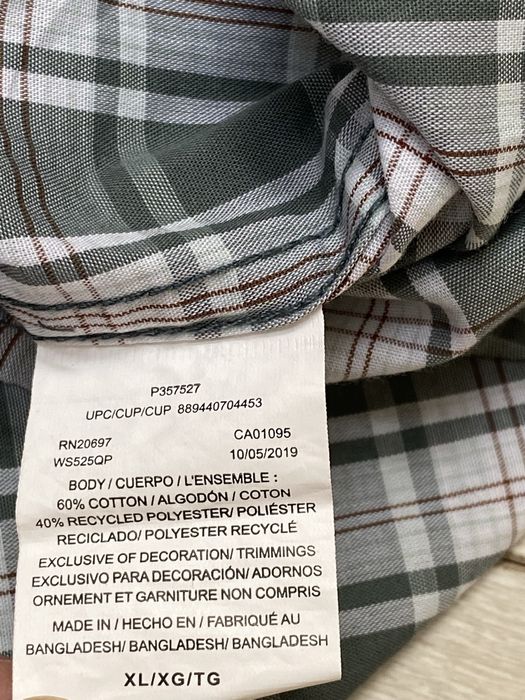 P357527
UPC/CUP/CUP 889440704453
RN20697 CA01095
WS525QP 10/05/2019
BODY / CUERPO / L'ENSEMBLE :
60% COTTON / ALGODÓN / COTON
40% RECYCLED POLYESTER/ POLIÉSTER
RECICLADO/ POLYESTER RECYCLÉ
EXCLUSIVE OF DECORATION/ TRIMMINGS
EXCLUSIVO PARA DECORACIÓN/ ADORNOS
ORNEMENT ET GARNITURE NON COMPRIS
MADE IN / HECHO EN / FABRIQUÉ AU
BANGLADESH/ BANGLADESH/ BANGLADESH
XL/XG/TG